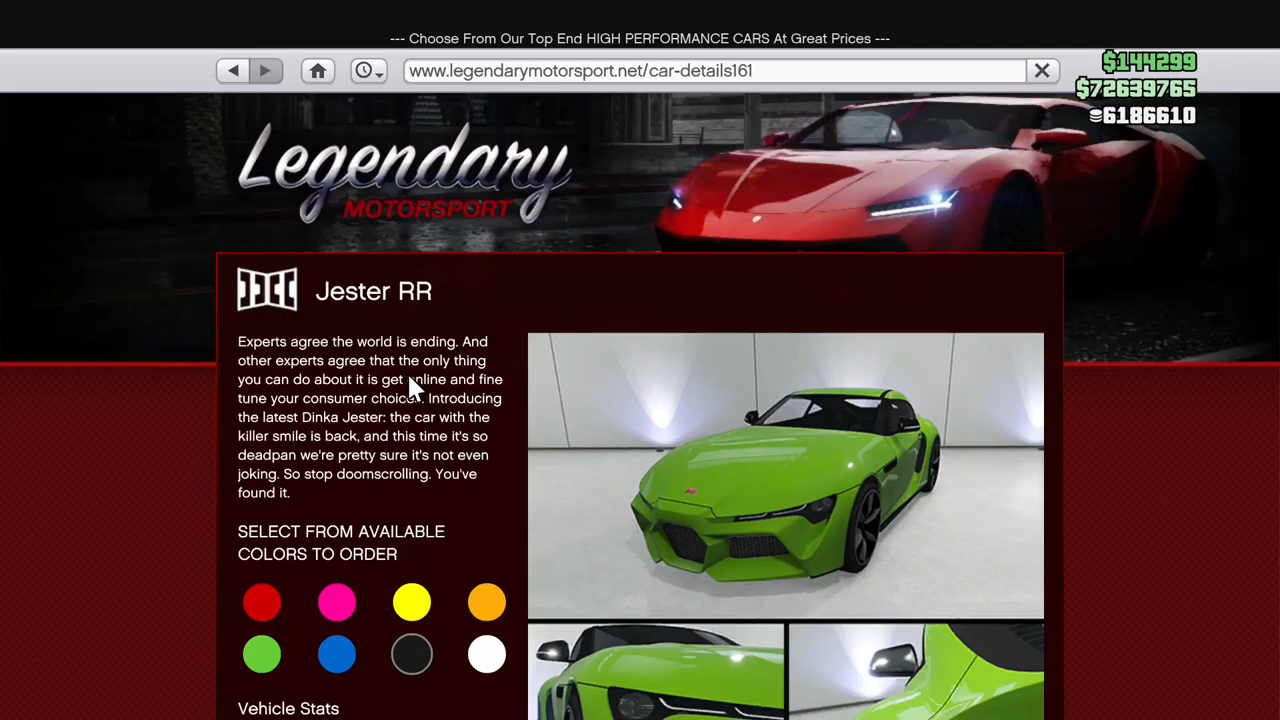 --- Choose From Our Top End HIGH PERFORMANCE CARS At Great Prices ---
www.legendarymotorsport.net/car-details161
$144299
$72639765
6186610
Legendary
MOTORSPORT
Jester RR
Experts agree the world is ending. And
other experts agree that the only thing
you can do about it is get online and fine
tune your consumer choices. Introducing
the latest Dinka Jester: the car with the
killer smile is back, and this time it's so
deadpan we're pretty sure it's not even
joking. So stop doomscrolling. You've
found it.
SELECT FROM AVAILABLE
COLORS TO ORDER
Vehicle Stats